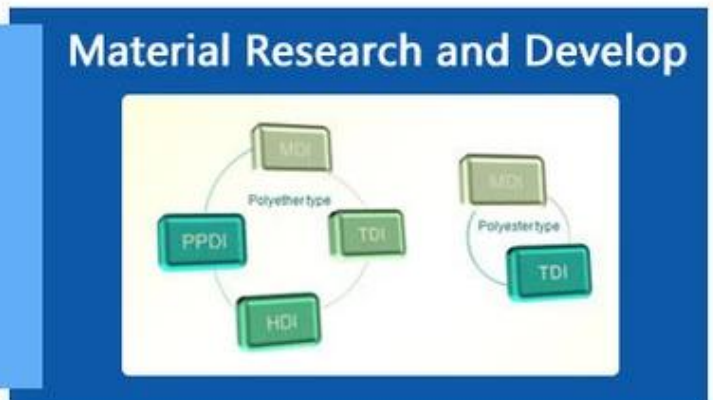 Material Research and Develop
MDI
Polyether type
PPDI
TDI
HDI
MDI
Polyester type
TDI